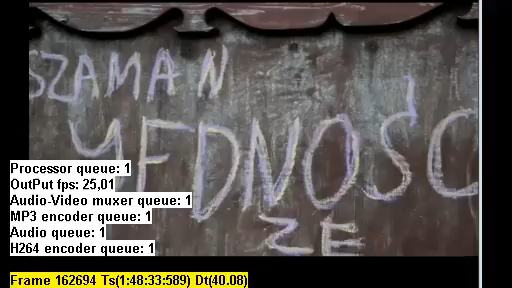 SZAMAN
JEDNOŚĆ
ZE
Processor queue: 1
OutPut fps: 25,01
Audio-Video muxer queue: 1
MP3 encoder queue: 1
Audio queue: 1
H264 encoder queue: 1
Frame 162694 Ts(1:48:33:589) Dt(40.08)